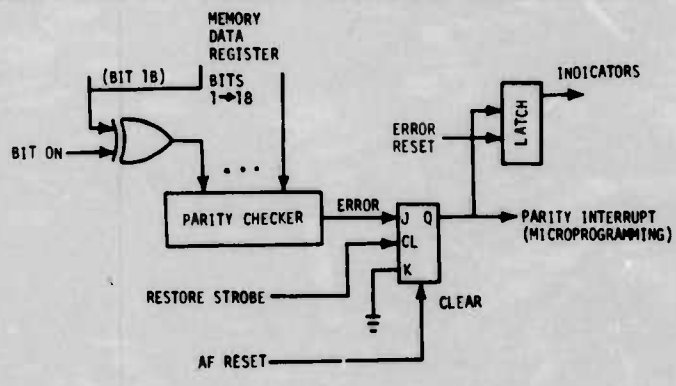 MEMORY
DATA
REGISTER
(BIT 1B)
BITS
1→18
BIT ON
...
PARITY CHECKER
ERROR
J Q
CL
K
RESTORE STROBE
CLEAR
AF RESET
ERROR
RESET
LATCH
INDICATORS
PARITY INTERRUPT
(MICROPROGRAMMING)